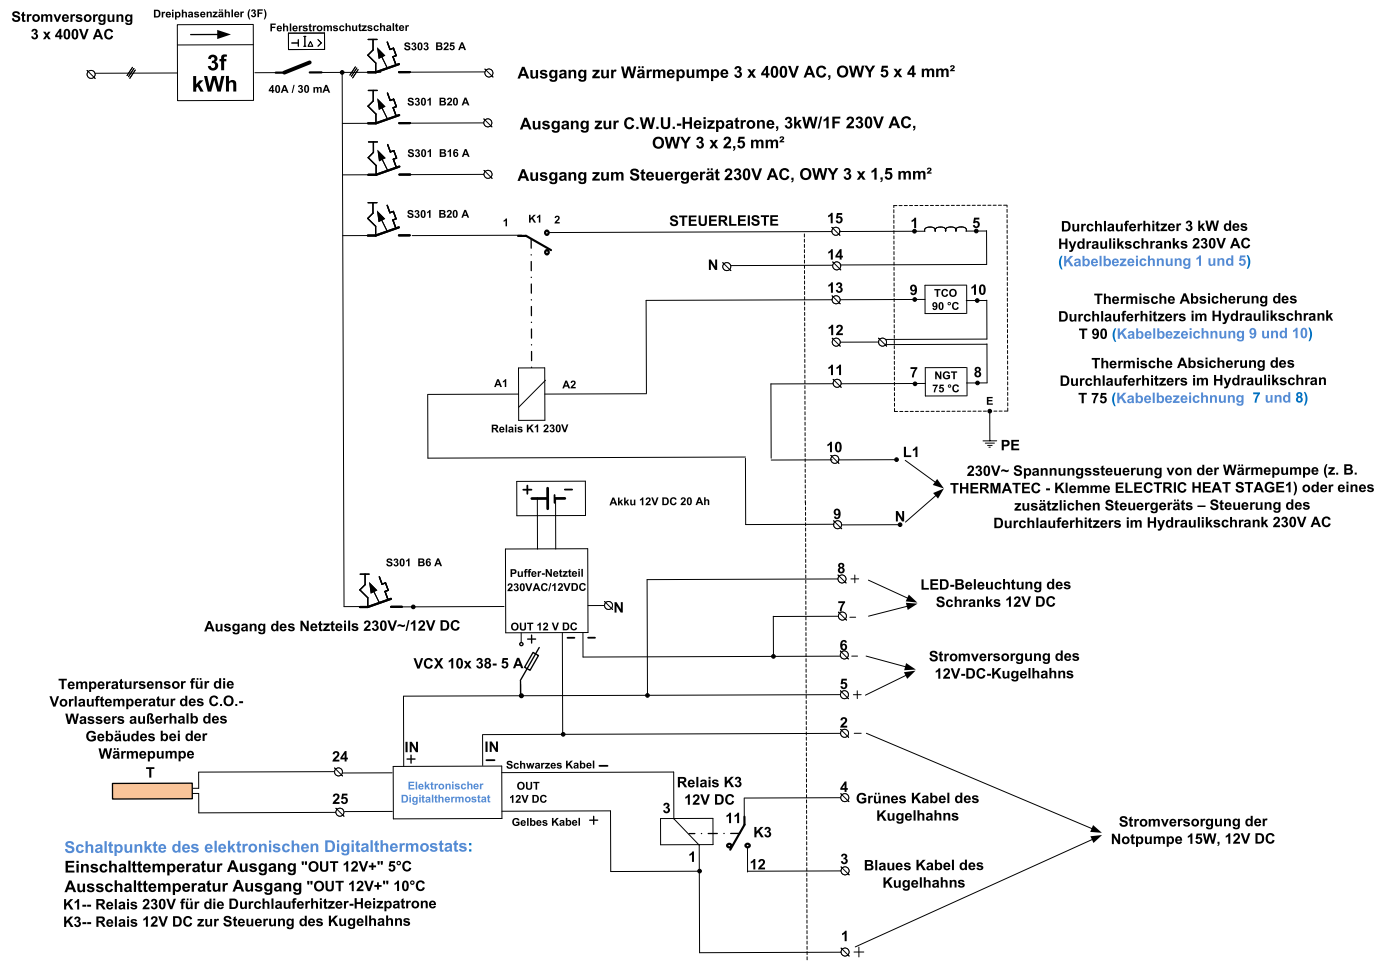 Stromversorgung
3 x 400V AC
Dreiphasenzähler (3F)
3f
kWh
Fehlerstromschutzschalter
I∆ >
40A / 30 mA
S303 B25 A
Ausgang zur Wärmepumpe 3 x 400V AC, OWY 5 x 4 mm²
S301 B20 A
Ausgang zur C.W.U.-Heizpatrone, 3kW/1F 230V AC,
OWY 3 x 2,5 mm²
S301 B16 A
Ausgang zum Steuergerät 230V AC, OWY 3 x 1,5 mm²
S301 B20 A
1
K1
2
STEUERLEISTE
15
1
5
Durchlauferhitzer 3 kW des
Hydraulikschranks 230V AC
(Kabelbezeichnung 1 und 5)
N
14
13
9
TCO
90 °C
10
Thermische Absicherung des
Durchlauferhitzers im Hydraulikschrank
T 90 (Kabelbezeichnung 9 und 10)
12
11
7
NGT
75 °C
8
Thermische Absicherung des
Durchlauferhitzers im Hydraulikschran
T 75 (Kabelbezeichnung 7 und 8)
E
PE
A1
A2
Relais K1 230V
10
L1
230V~ Spannungssteuerung von der Wärmepumpe (z. B.
THERMATEC - Klemme ELECTRIC HEAT STAGE1) oder eines
zusätzlichen Steuergeräts – Steuerung des
Durchlauferhitzers im Hydraulikschrank 230V AC
9
N
+
−
Akku 12V DC 20 Ah
S301 B6 A
Puffer-Netzteil
230VAC/12VDC
OUT 12 V DC
N
+
−
−
Ausgang des Netzteils 230V~/12V DC
VCX 10x 38- 5 A
8
+
7
−
LED-Beleuchtung des
Schranks 12V DC
6
−
5
+
Stromversorgung des
12V-DC-Kugelhahns
Temperatursensor für die
Vorlauftemperatur des C.O.-
Wassers außerhalb des
Gebäudes bei der
Wärmepumpe
T
24
25
IN
+
IN
−
Elektronischer
Digitalthermostat
Schwarzes Kabel −
OUT
12V DC
Gelbes Kabel +
2
−
Relais K3
12V DC
3
1
11
K3
12
4
Grünes Kabel des
Kugelhahns
3
Blaues Kabel des
Kugelhahns
1
+
Stromversorgung der
Notpumpe 15W, 12V DC
Schaltpunkte des elektronischen Digitalthermostats:
Einschalttemperatur Ausgang "OUT 12V+" 5°C
Ausschalttemperatur Ausgang "OUT 12V+" 10°C
K1-- Relais 230V für die Durchlauferhitzer-Heizpatrone
K3-- Relais 12V DC zur Steuerung des Kugelhahns